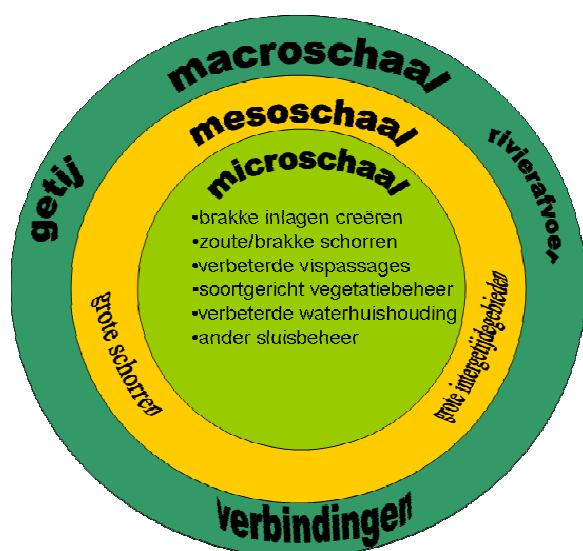 macroschaal
getij
rivierafvoer
mesoschaal
grote schorren
grote intergetijdegebieden
microschaal
•brakke inlagen creëren
•zoute/brakke schorren
•verbeterde vispassages
•soortgericht vegetatiebeheer
•verbeterde waterhuishouding
•ander sluisbeheer
verbindingen